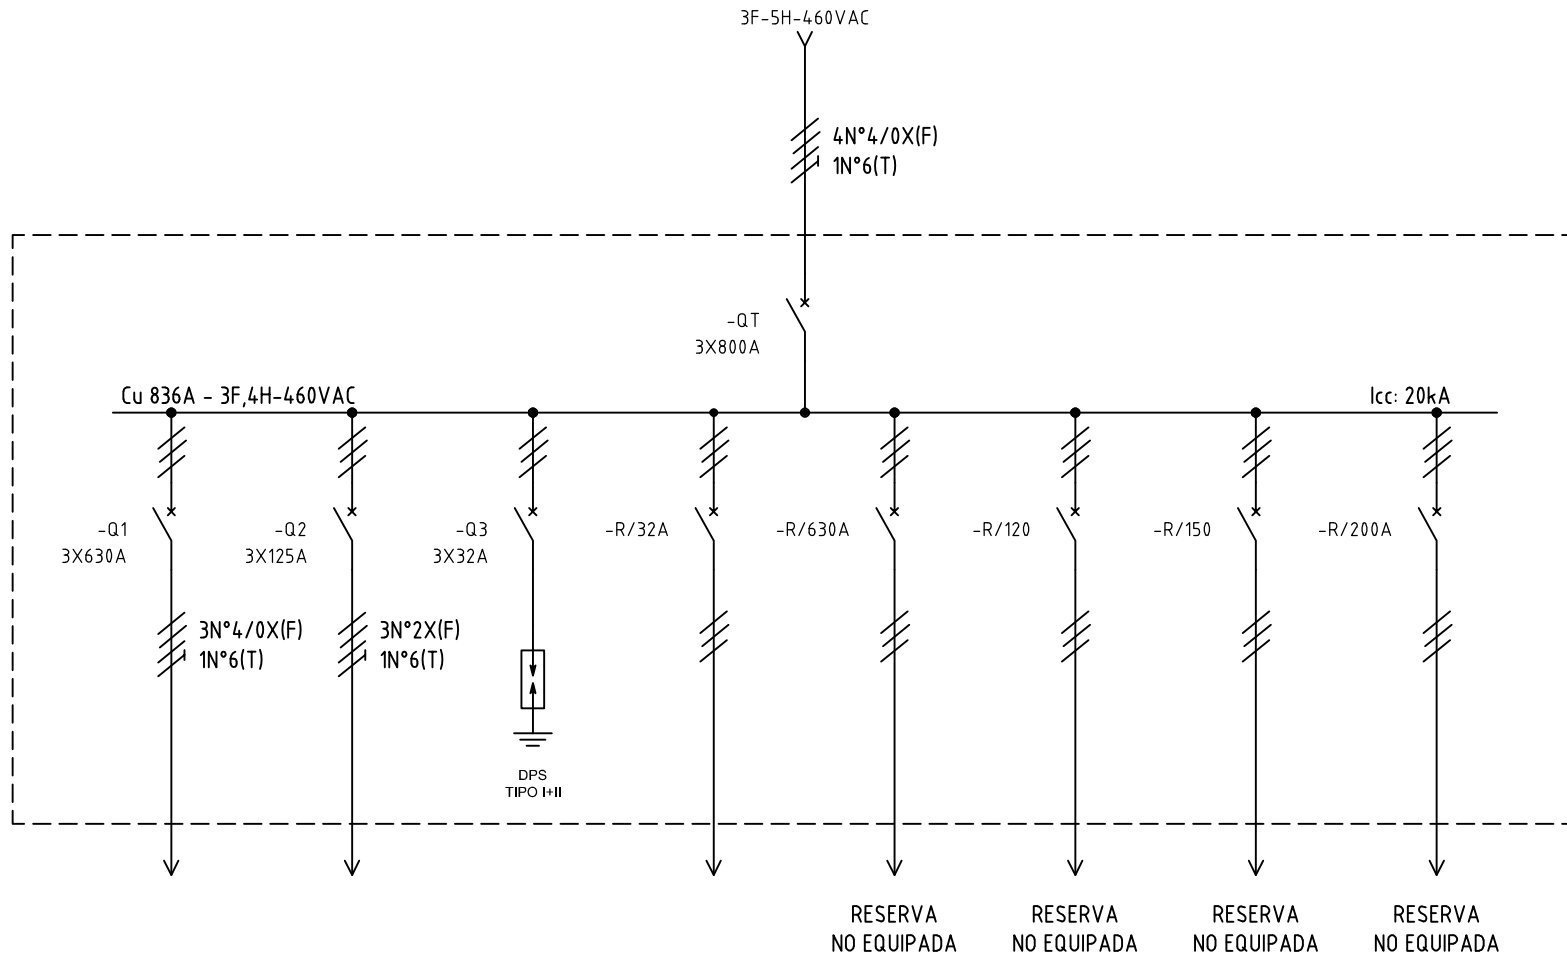 3F-5H-460VAC
4N°4/0X(F)
1N°6(T)
-QT
3X800A
Cu 836A - 3F,4H-460VAC
Icc: 20kA
-Q1
3X630A
-Q2
3X125A
-Q3
3X32A
-R/32A
-R/630A
-R/120
-R/150
-R/200A
3N°4/0X(F)
1N°6(T)
3N°2X(F)
1N°6(T)
DPS
TIPO I+II
RESERVA
NO EQUIPADA
RESERVA
NO EQUIPADA
RESERVA
NO EQUIPADA
RESERVA
NO EQUIPADA